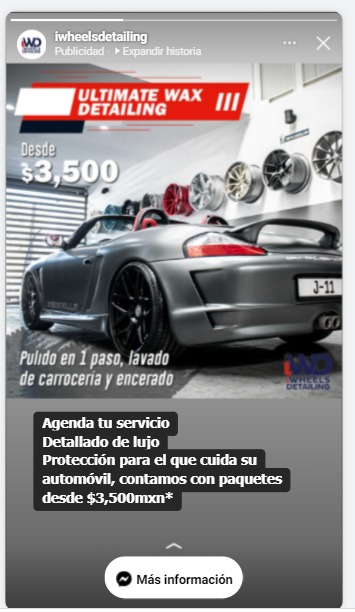 iwheelsdetailing
Publicidad · Expandir historia
ULTIMATE WAX
DETAILING
Desde
$3,500
MICHELIN
J-11
Pulido en 1 paso, lavado
de carrocería y encerado
WD
WHEELS
DETAILING
Agenda tu servicio
Detallado de lujo
Protección para el que cuida su
automóvil, contamos con paquetes
desde $3,500mxn*
Más información